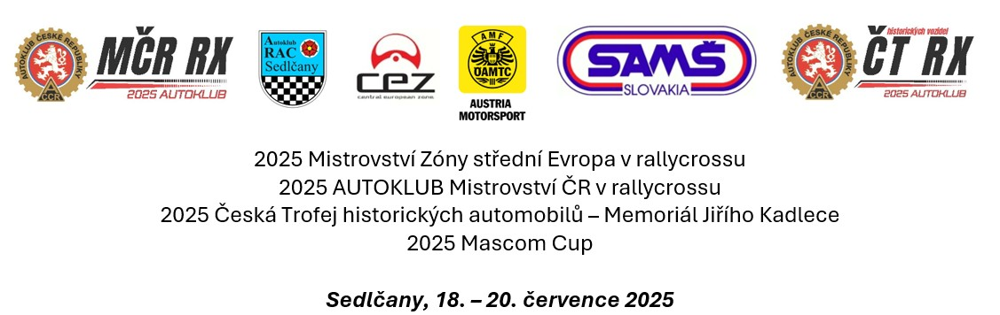 AUTOKLUB ČESKÉ REPUBLIKY
AČR
MČR RX
2025 AUTOKLUB
Autoklub
RAC
Sedlčany
cez
central european zone
AMF
ÖAMTC
AUSTRIA
MOTORSPORT
SAMŠ
SLOVAKIA
AUTOKLUB ČESKÉ REPUBLIKY
AČR
historických vozidel
ČT RX
2025 AUTOKLUB
2025 Mistrovství Zóny střední Evropa v rallycrossu
2025 AUTOKLUB Mistrovství ČR v rallycrossu
2025 Česká Trofej historických automobilů – Memoriál Jiřího Kadlece
2025 Mascom Cup
Sedlčany, 18. – 20. července 2025